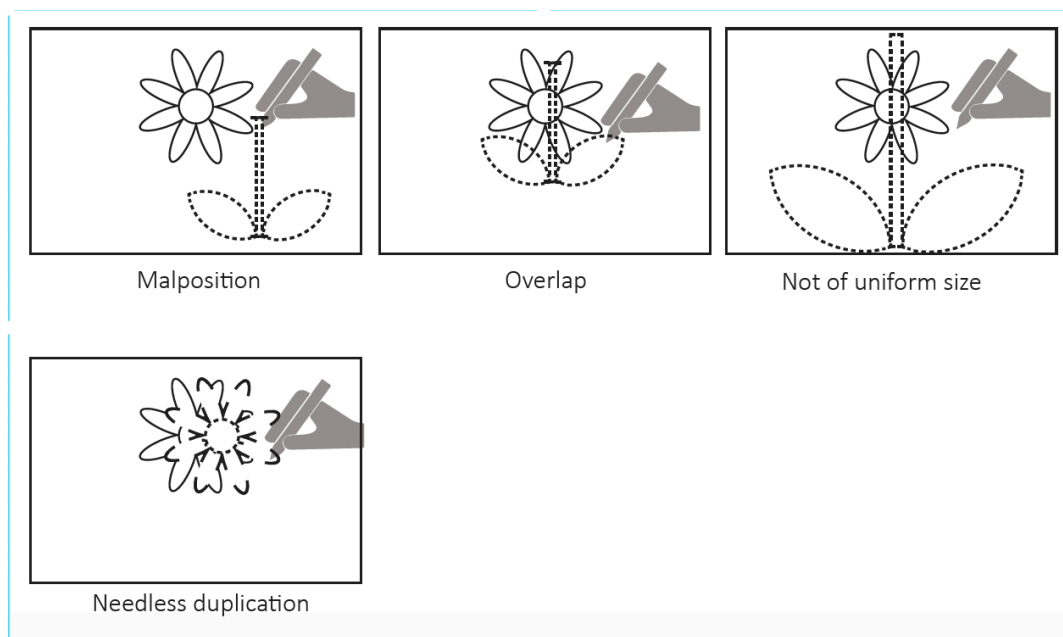 Malposition
Overlap
Not of uniform size
Needless duplication